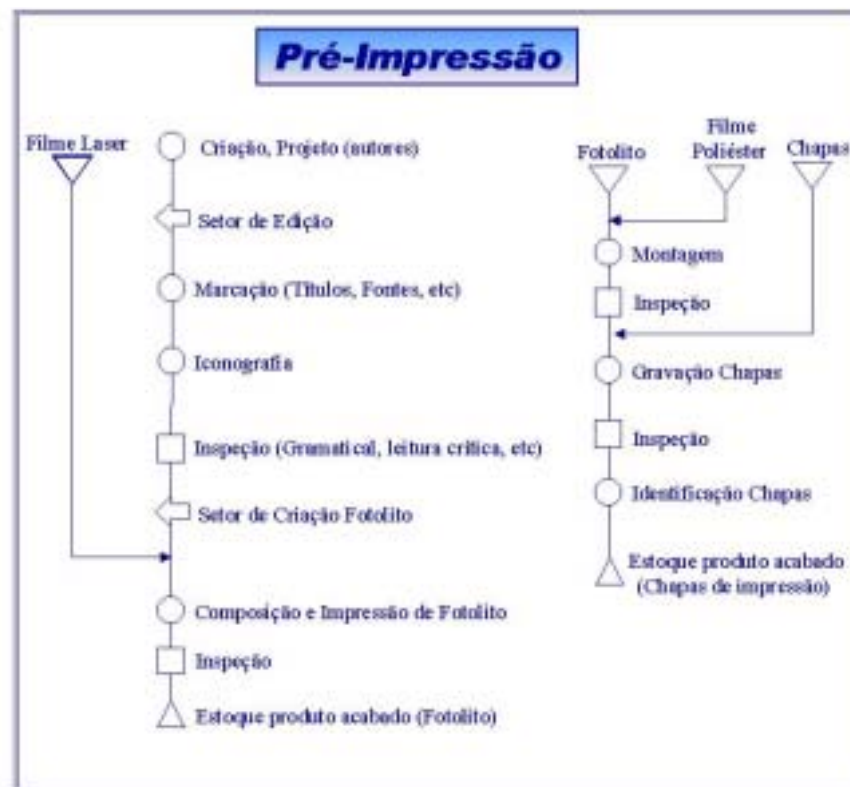 Pré-Impressão
Filme Laser
Criação, Projeto (autores)
Setor de Edição
Marcação (Títulos, Fontes, etc)
Iconografia
Inspeção (Gramatical, leitura crítica, etc)
Setor de Criação Fotolito
Composição e Impressão de Fotolito
Inspeção
Estoque produto acabado (Fotolito)
Fotolito
Filme
Poliéster
Chapas
Montagem
Inspeção
Gravação Chapas
Inspeção
Identificação Chapas
Estoque produto acabado
(Chapas de impressão)